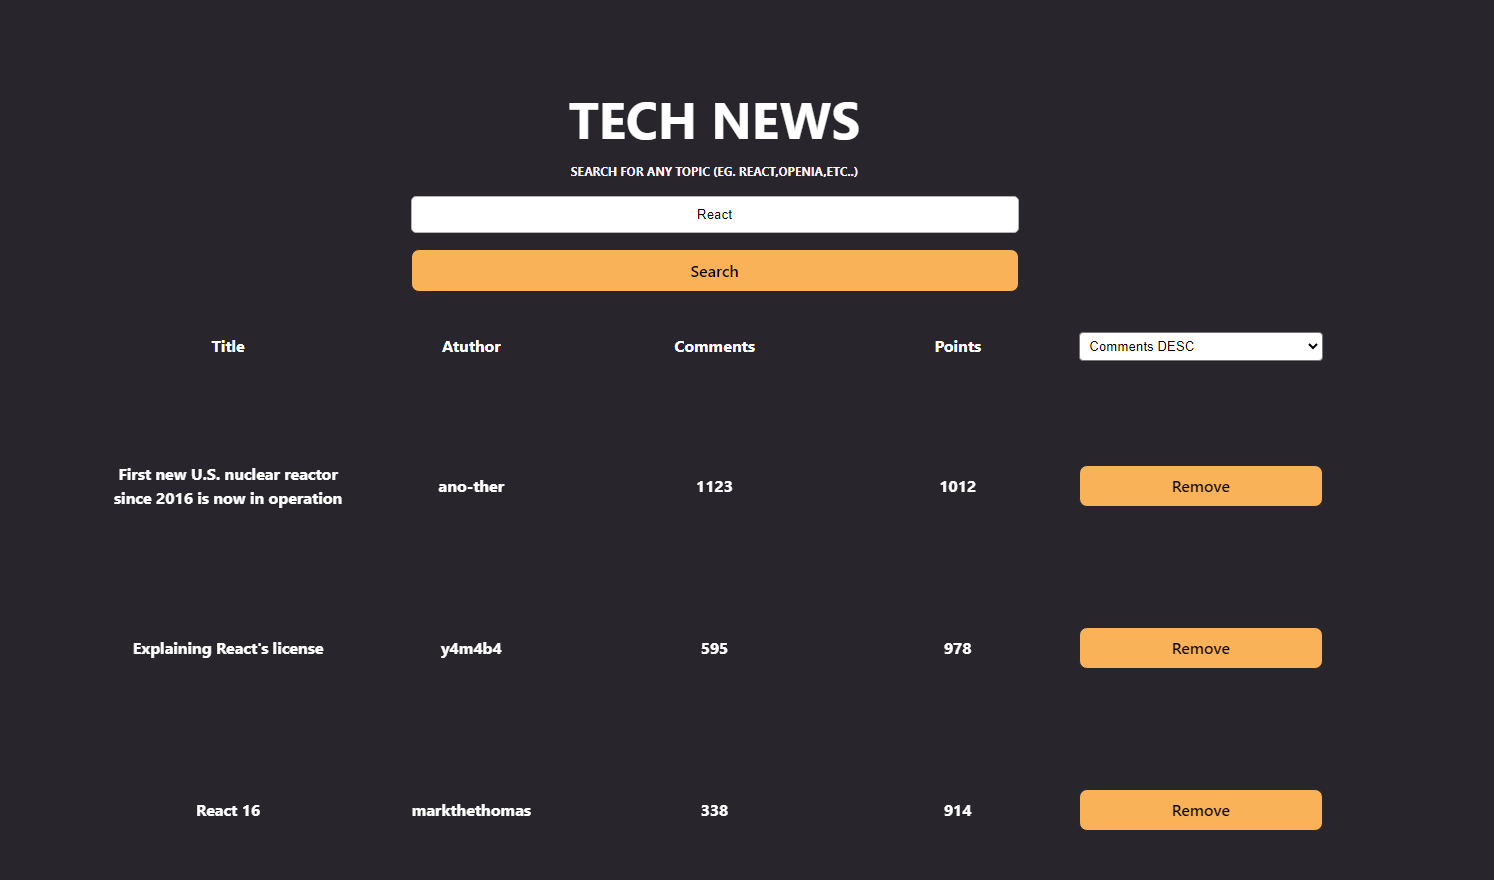 TECH NEWS
SEARCH FOR ANY TOPIC (EG. REACT,OPENIA,ETC..)
React
Search
Title Atuthor Comments Points Comments DESC
First new U.S. nuclear reactor
since 2016 is now in operation
ano-ther 1123 1012 Remove
Explaining React's license y4m4b4 595 978 Remove
React 16 markthethomas 338 914 Remove